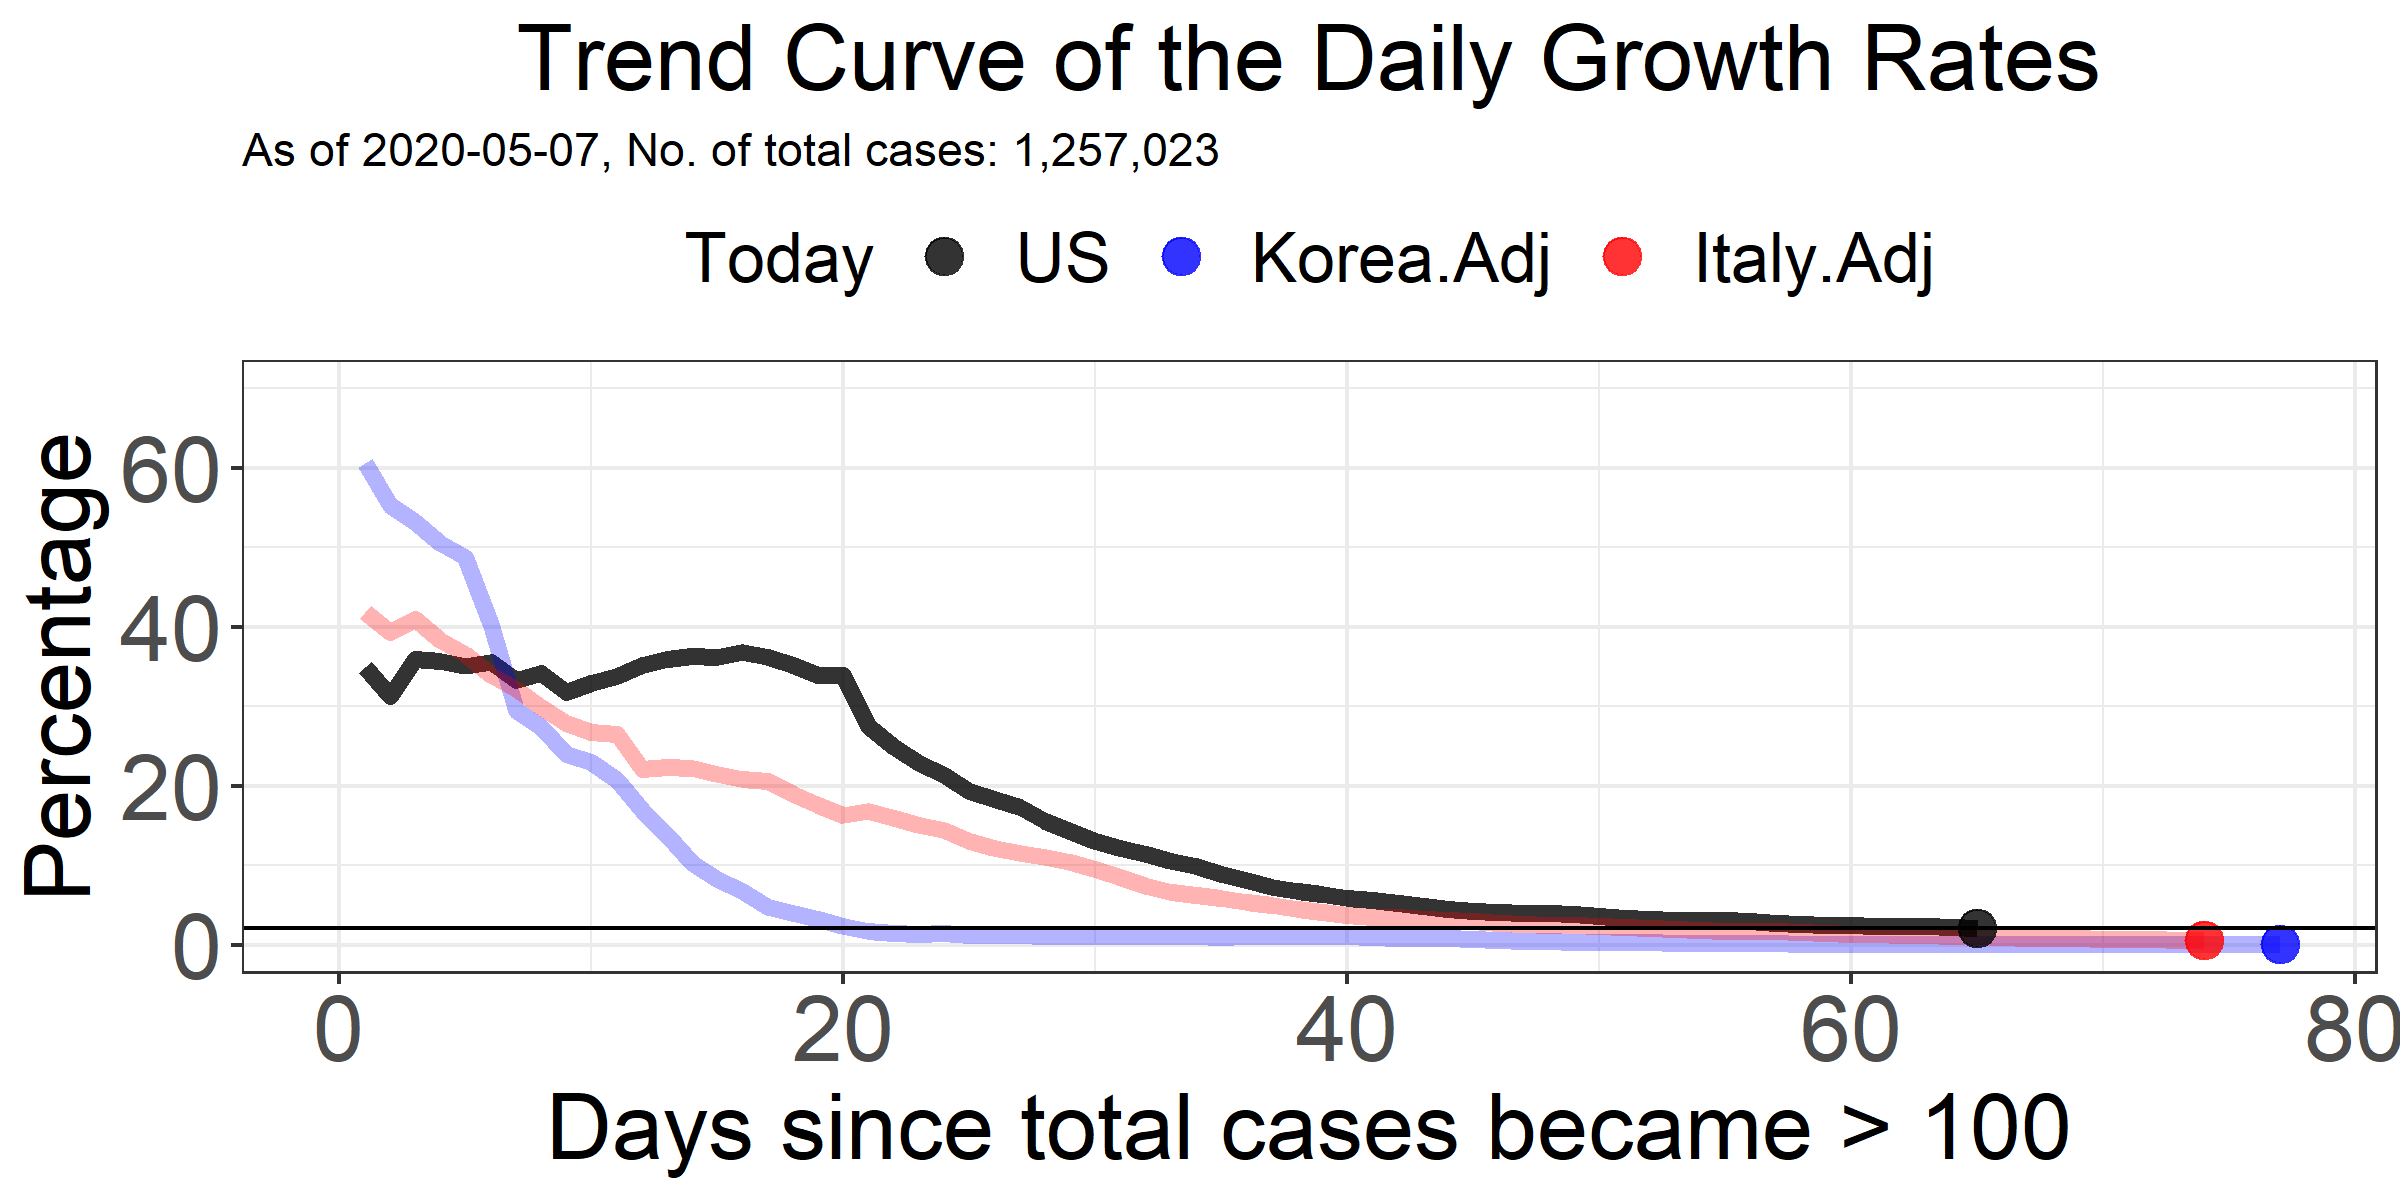 Trend Curve of the Daily Growth Rates
As of 2020-05-07, No. of total cases: 1,257,023
Today US Korea.Adj Italy.Adj
Percentage
60
40
20
0
0 20 40 60 80
Days since total cases became > 100